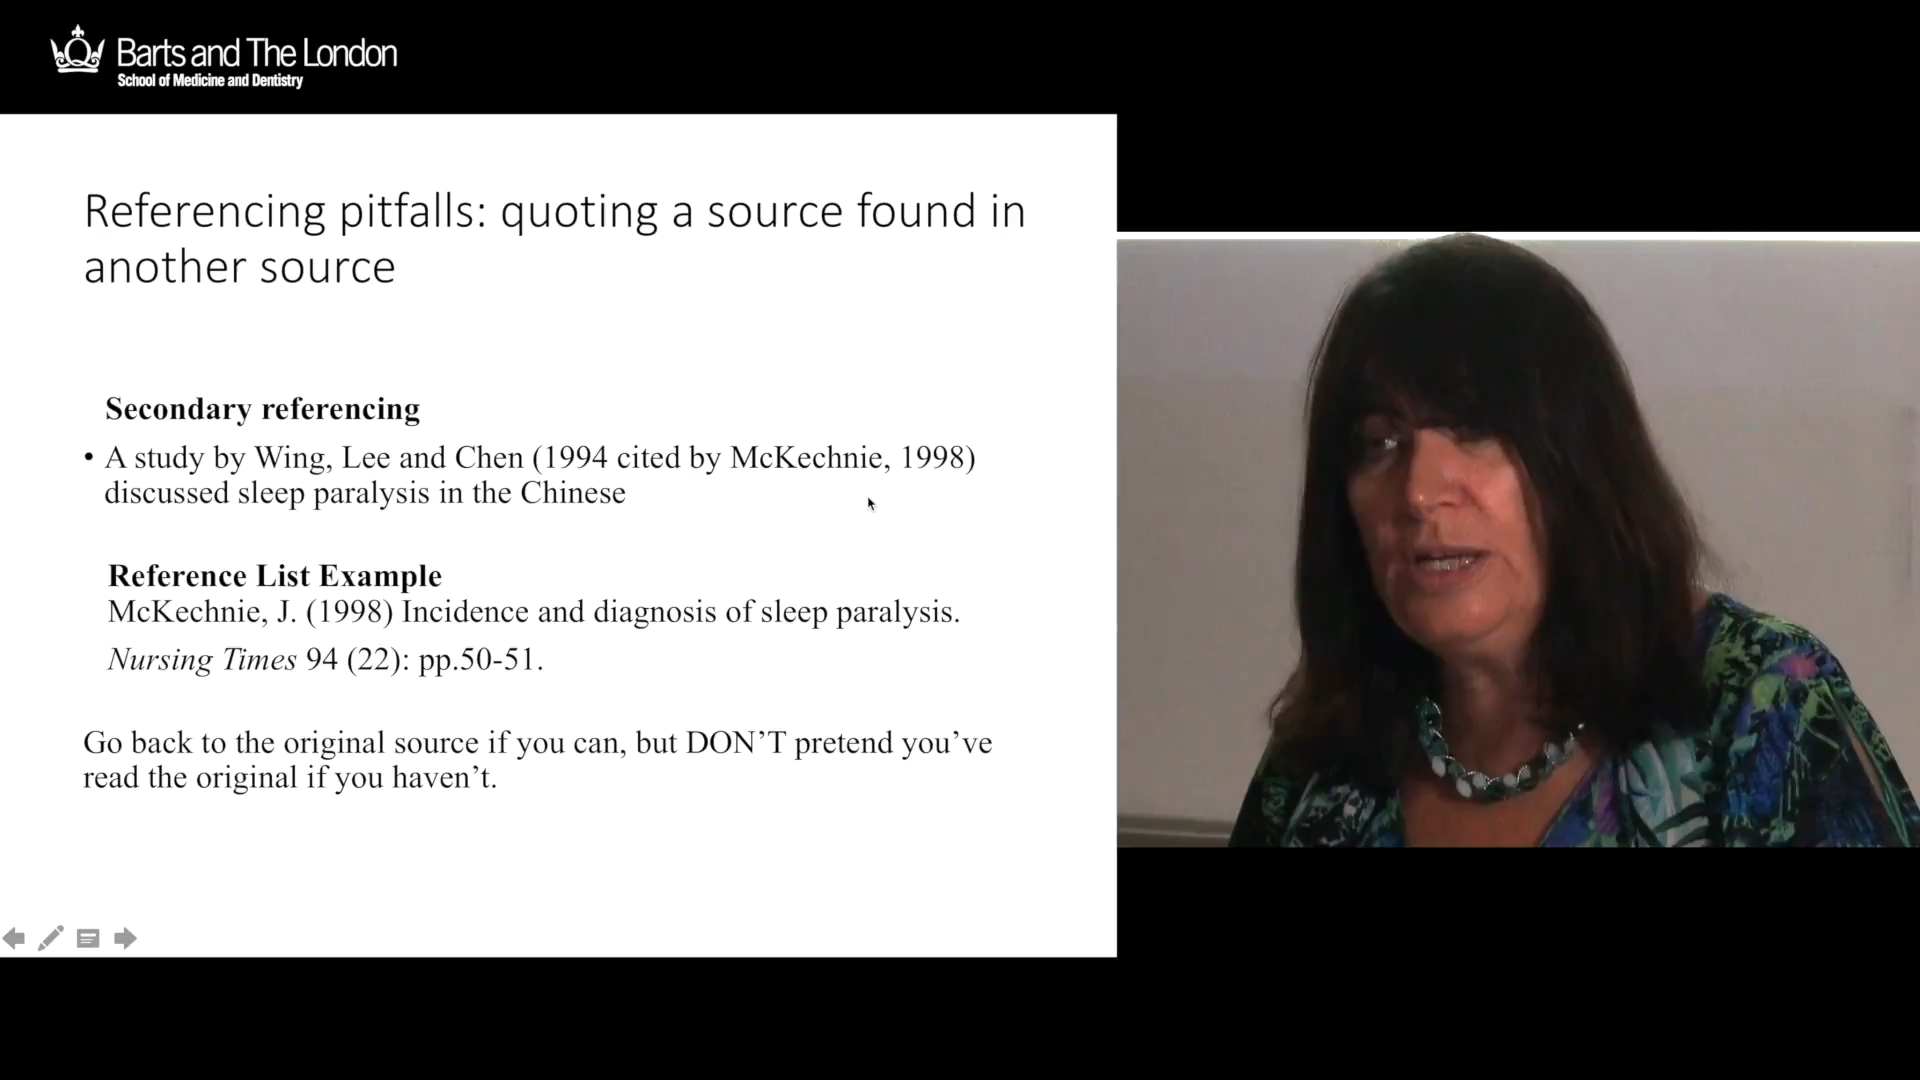 Barts and The London
School of Medicine and Dentistry
Referencing pitfalls: quoting a source found in
another source
Secondary referencing
• A study by Wing, Lee and Chen (1994 cited by McKechnie, 1998)
discussed sleep paralysis in the Chinese
Reference List Example
McKechnie, J. (1998) Incidence and diagnosis of sleep paralysis.
Nursing Times 94 (22): pp.50-51.
Go back to the original source if you can, but DON’T pretend you’ve
read the original if you haven’t.